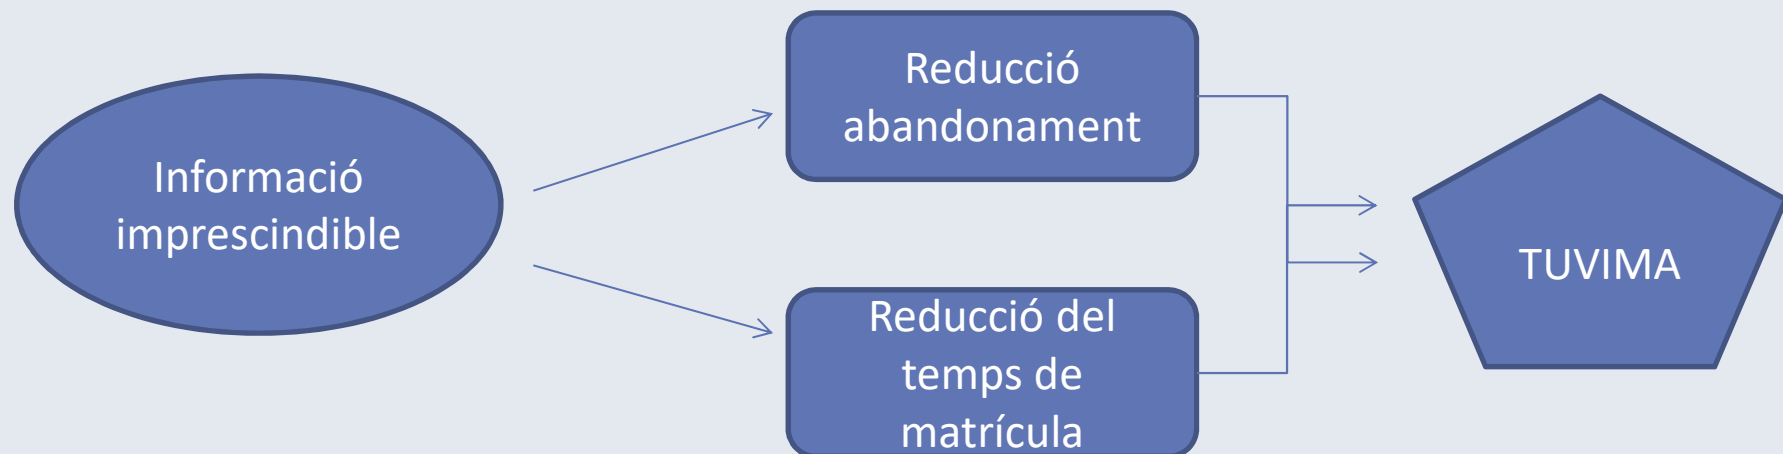 Informació
imprescindible
Reducció
abandonament
Reducció del
temps de
matrícula
TUVIMA